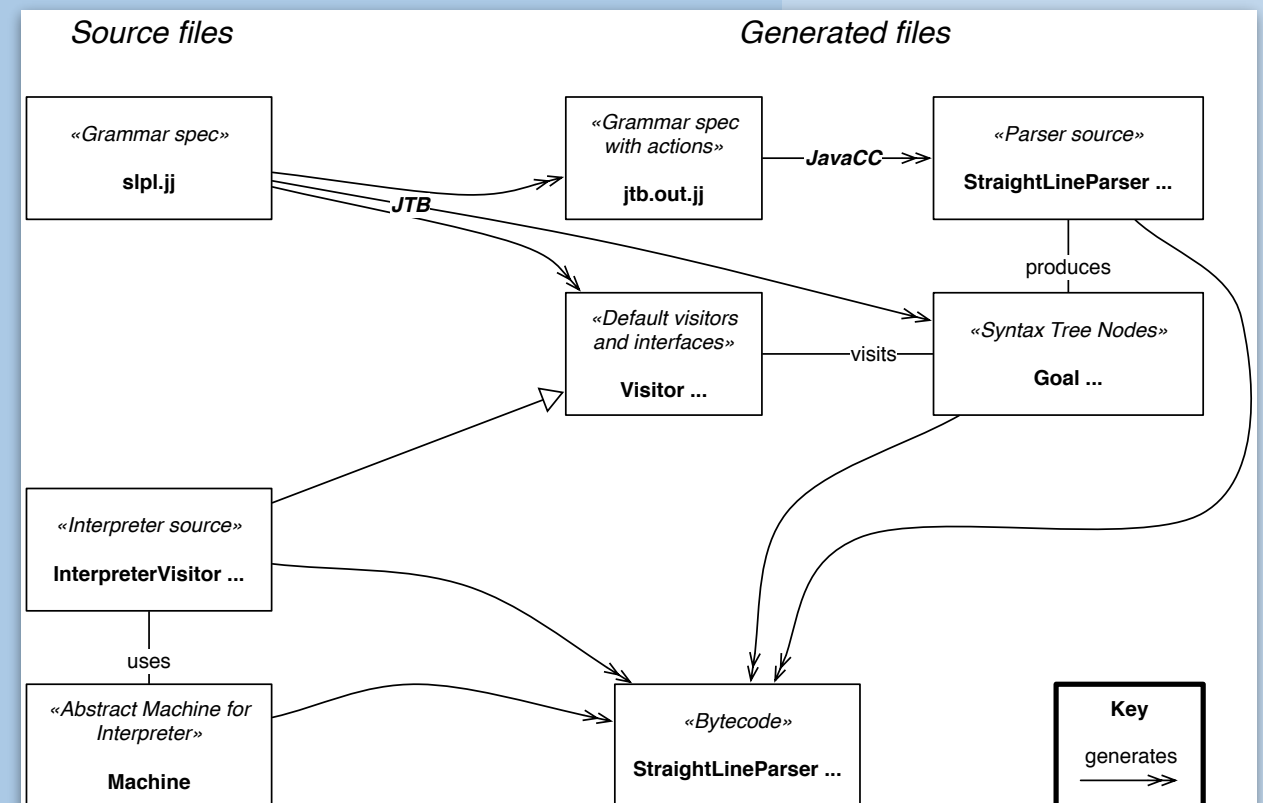 Source files
Generated files
«Grammar spec»
slpl.jj
«Grammar spec
with actions»
jtb.out.jj
JavaCC
«Parser source»
StraightLineParser ...
JTB
produces
«Default visitors
and interfaces»
Visitor ...
visits
«Syntax Tree Nodes»
Goal ...
«Interpreter source»
InterpreterVisitor ...
uses
«Abstract Machine for
Interpreter»
Machine
«Bytecode»
StraightLineParser ...
Key
generates